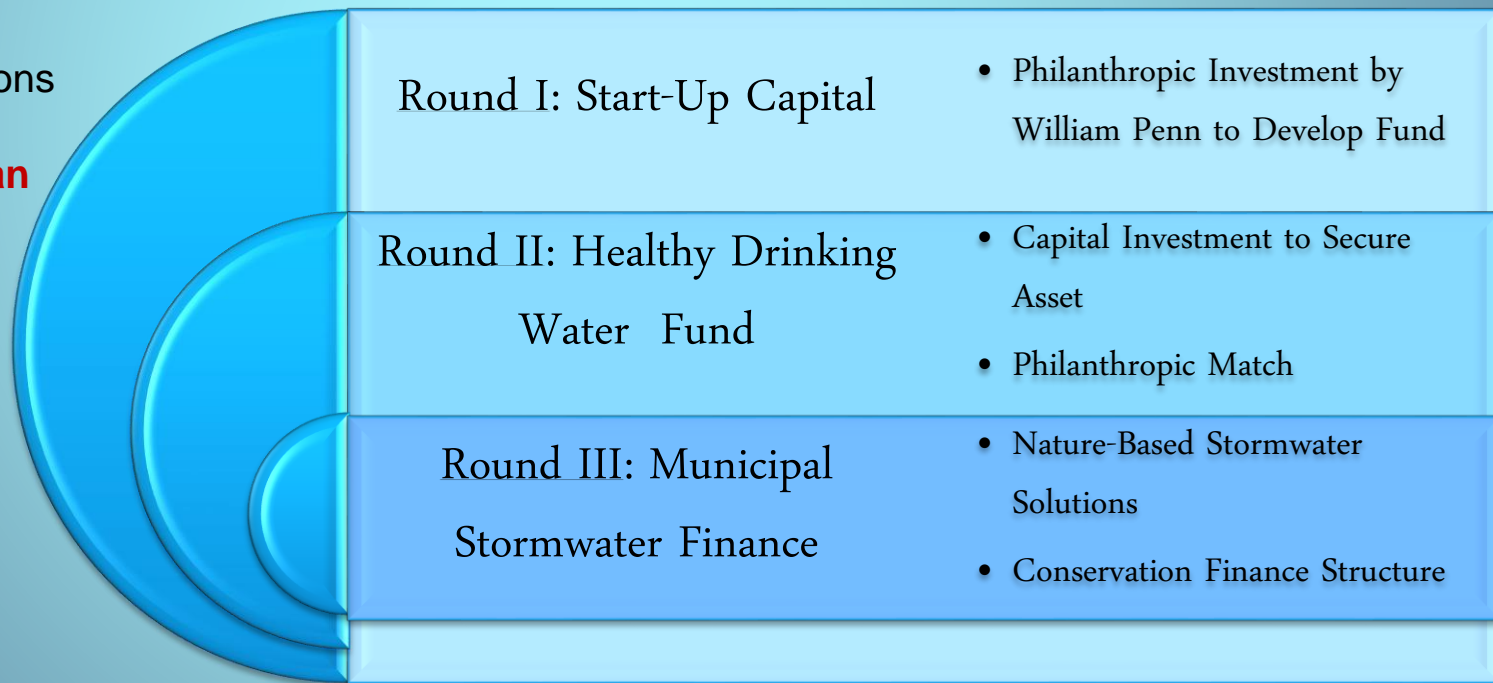 Round I: Start-Up Capital
• Philanthropic Investment by
William Penn to Develop Fund
Round II: Healthy Drinking
Water Fund
• Capital Investment to Secure
Asset
• Philanthropic Match
Round III: Municipal
Stormwater Finance
• Nature-Based Stormwater
Solutions
• Conservation Finance Structure